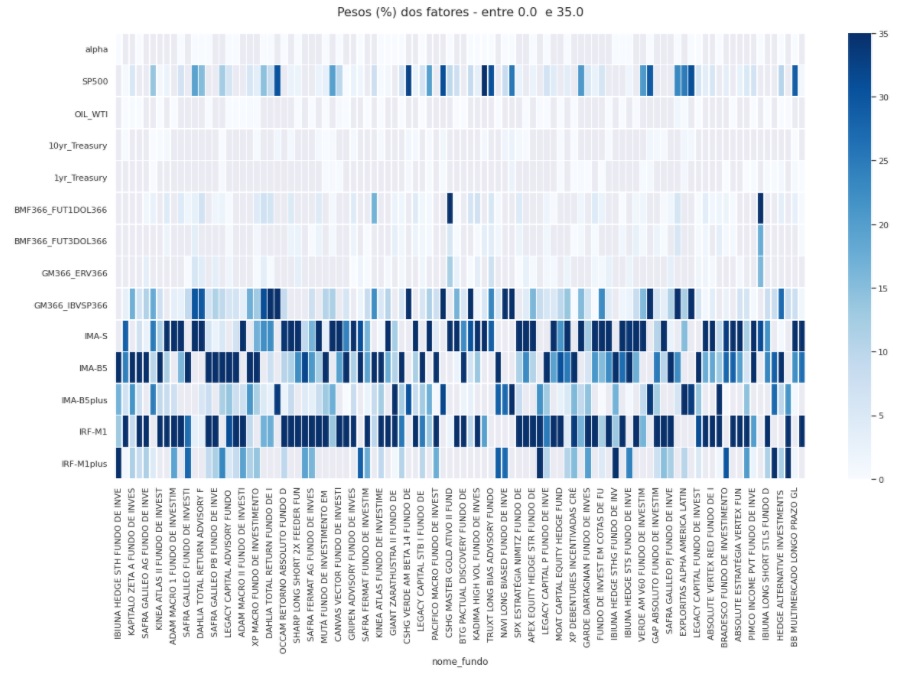 Pesos (%) dos fatores - entre 0.0 e 35.0
alpha
SP500
OIL_WTI
10yr_Treasury
1yr_Treasury
BMF366_FUT1DOL366
BMF366_FUT3DOL366
GM366_ERV366
GM366_IBVSP366
IMA-S
IMA-B5
IMA-B5plus
IRF-M1
IRF-M1plus
35
30
25
20
15
10
5
0
IBIUNA HEDGE STH FUNDO DE INVE
KAPITALO ZETA A FUNDO DE INVES
SAFRA GALILEO AG FUNDO DE INVE
KINEA ATLAS II FUNDO DE INVEST
ADAM MACRO 1 FUNDO DE INVESTIM
SAFRA GALILEO FUNDO DE INVESTI
DAHLIA TOTAL RETURN ADVISORY F
SAFRA GALILEO PB FUNDO DE INVE
LEGACY CAPITAL ADVISORY FUNDO
ADAM MACRO II FUNDO DE INVESTI
XP MACRO FUNDO DE INVESTIMENTO
DAHLIA TOTAL RETURN FUNDO DE I
OCCAM RETORNO ABSOLUTO FUNDO D
SHARP LONG SHORT 2X FEEDER FUN
SAFRA FERMAT AG FUNDO DE INVES
MUTA FUNDO DE INVESTIMENTO EM
CANVAS VECTOR FUNDO DE INVESTI
GRIPEN ADVISORY FUNDO DE INVES
SAFRA FERMAT FUNDO DE INVESTIM
KINEA ATLAS FUNDO DE INVESTIME
GIANT ZARATHUSTRA II FUNDO DE
CSHG VERDE AM BETA 14 FUNDO DE
LEGACY CAPITAL STB I FUNDO DE
PACIFICO MACRO FUNDO DE INVEST
CSHG MASTER GOLD ATIVO II FUND
BTG PACTUAL DISCOVERY FUNDO DE
KADIMA HIGH VOL FUNDO DE INVES
TRUXT LONG BIAS ADVISORY FUNDO
NAVI LONG BIASED FUNDO DE INVE
SPX ESTRATÉGIA NIMITZ FUNDO DE
APEX EQUITY HEDGE STR FUNDO DE
LEGACY CAPITAL P FUNDO DE INVE
MOAT CAPITAL EQUITY HEDGE FUND
XP DEBENTURES INCENTIVADAS CRÉ
GARDE DARTAGNAN FUNDO DE INVES
FUNDO DE INVEST EM COTAS DE FU
IBIUNA HEDGE STHG FUNDO DE INV
IBIUNA HEDGE STS FUNDO DE INVE
VERDE AM V60 FUNDO DE INVESTIM
GAP ABSOLUTO FUNDO DE INVESTIM
SAFRA GALILEO PJ FUNDO DE INVE
EXPLORITAS ALPHA AMERICA LATIN
LEGACY CAPITAL II FUNDO DE INVEST
ABSOLUTE VERTEX RED FUNDO DE I
BRADESCO FUNDO DE INVESTIMENTO
ABSOLUTE ESTRATÉGIA VERTEX FUN
PIMCO INCOME PVT FUNDO DE INVE
IBIUNA LONG SHORT STLS FUNDO D
HEDGE ALTERNATIVE INVESTMENTS
BB MULTIMERCADO LONGO PRAZO GL
nome_fundo